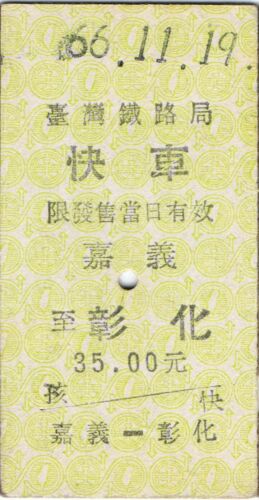 66.11.19.
臺灣鐵路局
快車
限發售當日有效
嘉義
至彰化
35.00元
孩 快
嘉義－彰化